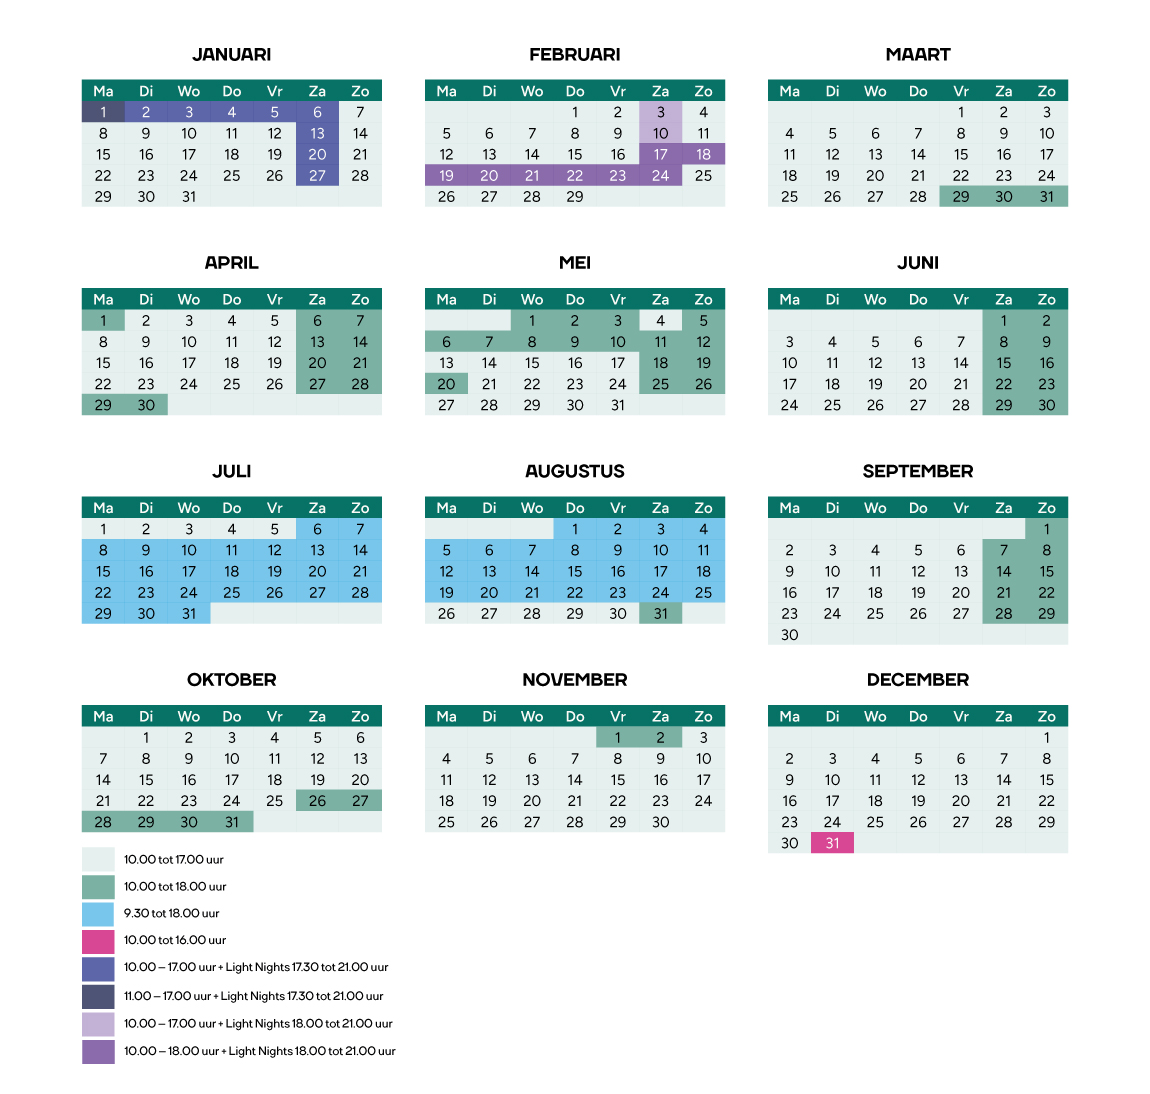 JANUARI FEBRUARI MAART
Ma Di Wo Do Vr Za Zo Ma Di Wo Do Vr Za Zo Ma Di Wo Do Vr Za Zo
1 2 3 4 5 6 7 1 2 3 4 1 2 3
8 9 10 11 12 13 14 5 6 7 8 9 10 11 4 5 6 7 8 9 10
15 16 17 18 19 20 21 12 13 14 15 16 17 18 11 12 13 14 15 16 17
22 23 24 25 26 27 28 19 20 21 22 23 24 25 18 19 20 21 22 23 24
29 30 31 26 27 28 29 25 26 27 28 29 30 31
APRIL MEI JUNI
Ma Di Wo Do Vr Za Zo Ma Di Wo Do Vr Za Zo Ma Di Wo Do Vr Za Zo
1 2 3 4 5 6 7 1 2 3 4 5 1 2
8 9 10 11 12 13 14 6 7 8 9 10 11 12 3 4 5 6 7 8 9
15 16 17 18 19 20 21 13 14 15 16 17 18 19 10 11 12 13 14 15 16
22 23 24 25 26 27 28 20 21 22 23 24 25 26 17 18 19 20 21 22 23
29 30 27 28 29 30 31 24 25 26 27 28 29 30
JULI AUGUSTUS SEPTEMBER
Ma Di Wo Do Vr Za Zo Ma Di Wo Do Vr Za Zo Ma Di Wo Do Vr Za Zo
1 2 3 4 5 6 7 1 2 3 4 1
8 9 10 11 12 13 14 5 6 7 8 9 10 11 2 3 4 5 6 7 8
15 16 17 18 19 20 21 12 13 14 15 16 17 18 9 10 11 12 13 14 15
22 23 24 25 26 27 28 19 20 21 22 23 24 25 16 17 18 19 20 21 22
29 30 31 26 27 28 29 30 31 23 24 25 26 27 28 29
30
OKTOBER NOVEMBER DECEMBER
Ma Di Wo Do Vr Za Zo Ma Di Wo Do Vr Za Zo Ma Di Wo Do Vr Za Zo
1 2 3 4 5 6 1 2 3 1
7 8 9 10 11 12 13 4 5 6 7 8 9 10 2 3 4 5 6 7 8
14 15 16 17 18 19 20 11 12 13 14 15 16 17 9 10 11 12 13 14 15
21 22 23 24 25 26 27 18 19 20 21 22 23 24 16 17 18 19 20 21 22
28 29 30 31 25 26 27 28 29 30 23 24 25 26 27 28 29
30 31
10.00 tot 17.00 uur
10.00 tot 18.00 uur
9.30 tot 18.00 uur
10.00 tot 16.00 uur
10.00 – 17.00 uur + Light Nights 17.30 tot 21.00 uur
11.00 – 17.00 uur + Light Nights 17.30 tot 21.00 uur
10.00 – 17.00 uur + Light Nights 18.00 tot 21.00 uur
10.00 – 18.00 uur + Light Nights 18.00 tot 21.00 uur